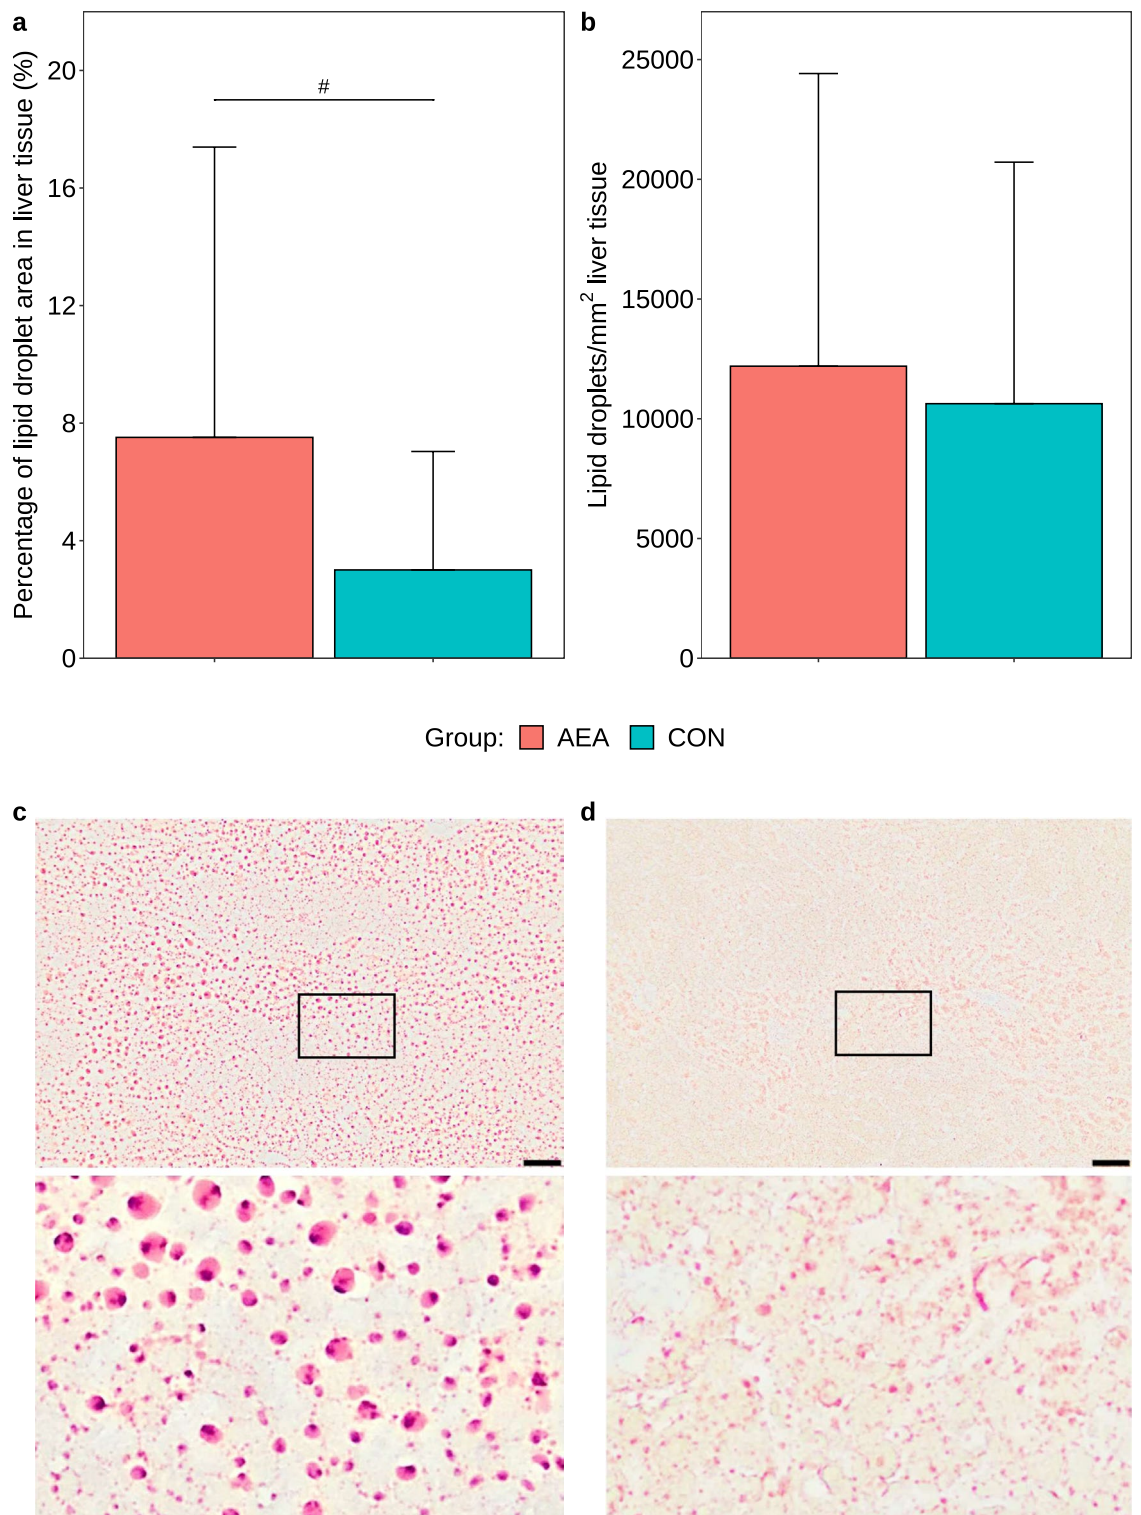 a
Percentage of lipid droplet area in liver tissue (%)
20
16
12
8
4
0
#
b
Lipid droplets/mm² liver tissue
25000
20000
15000
10000
5000
0
Group: AEA CON
c
d